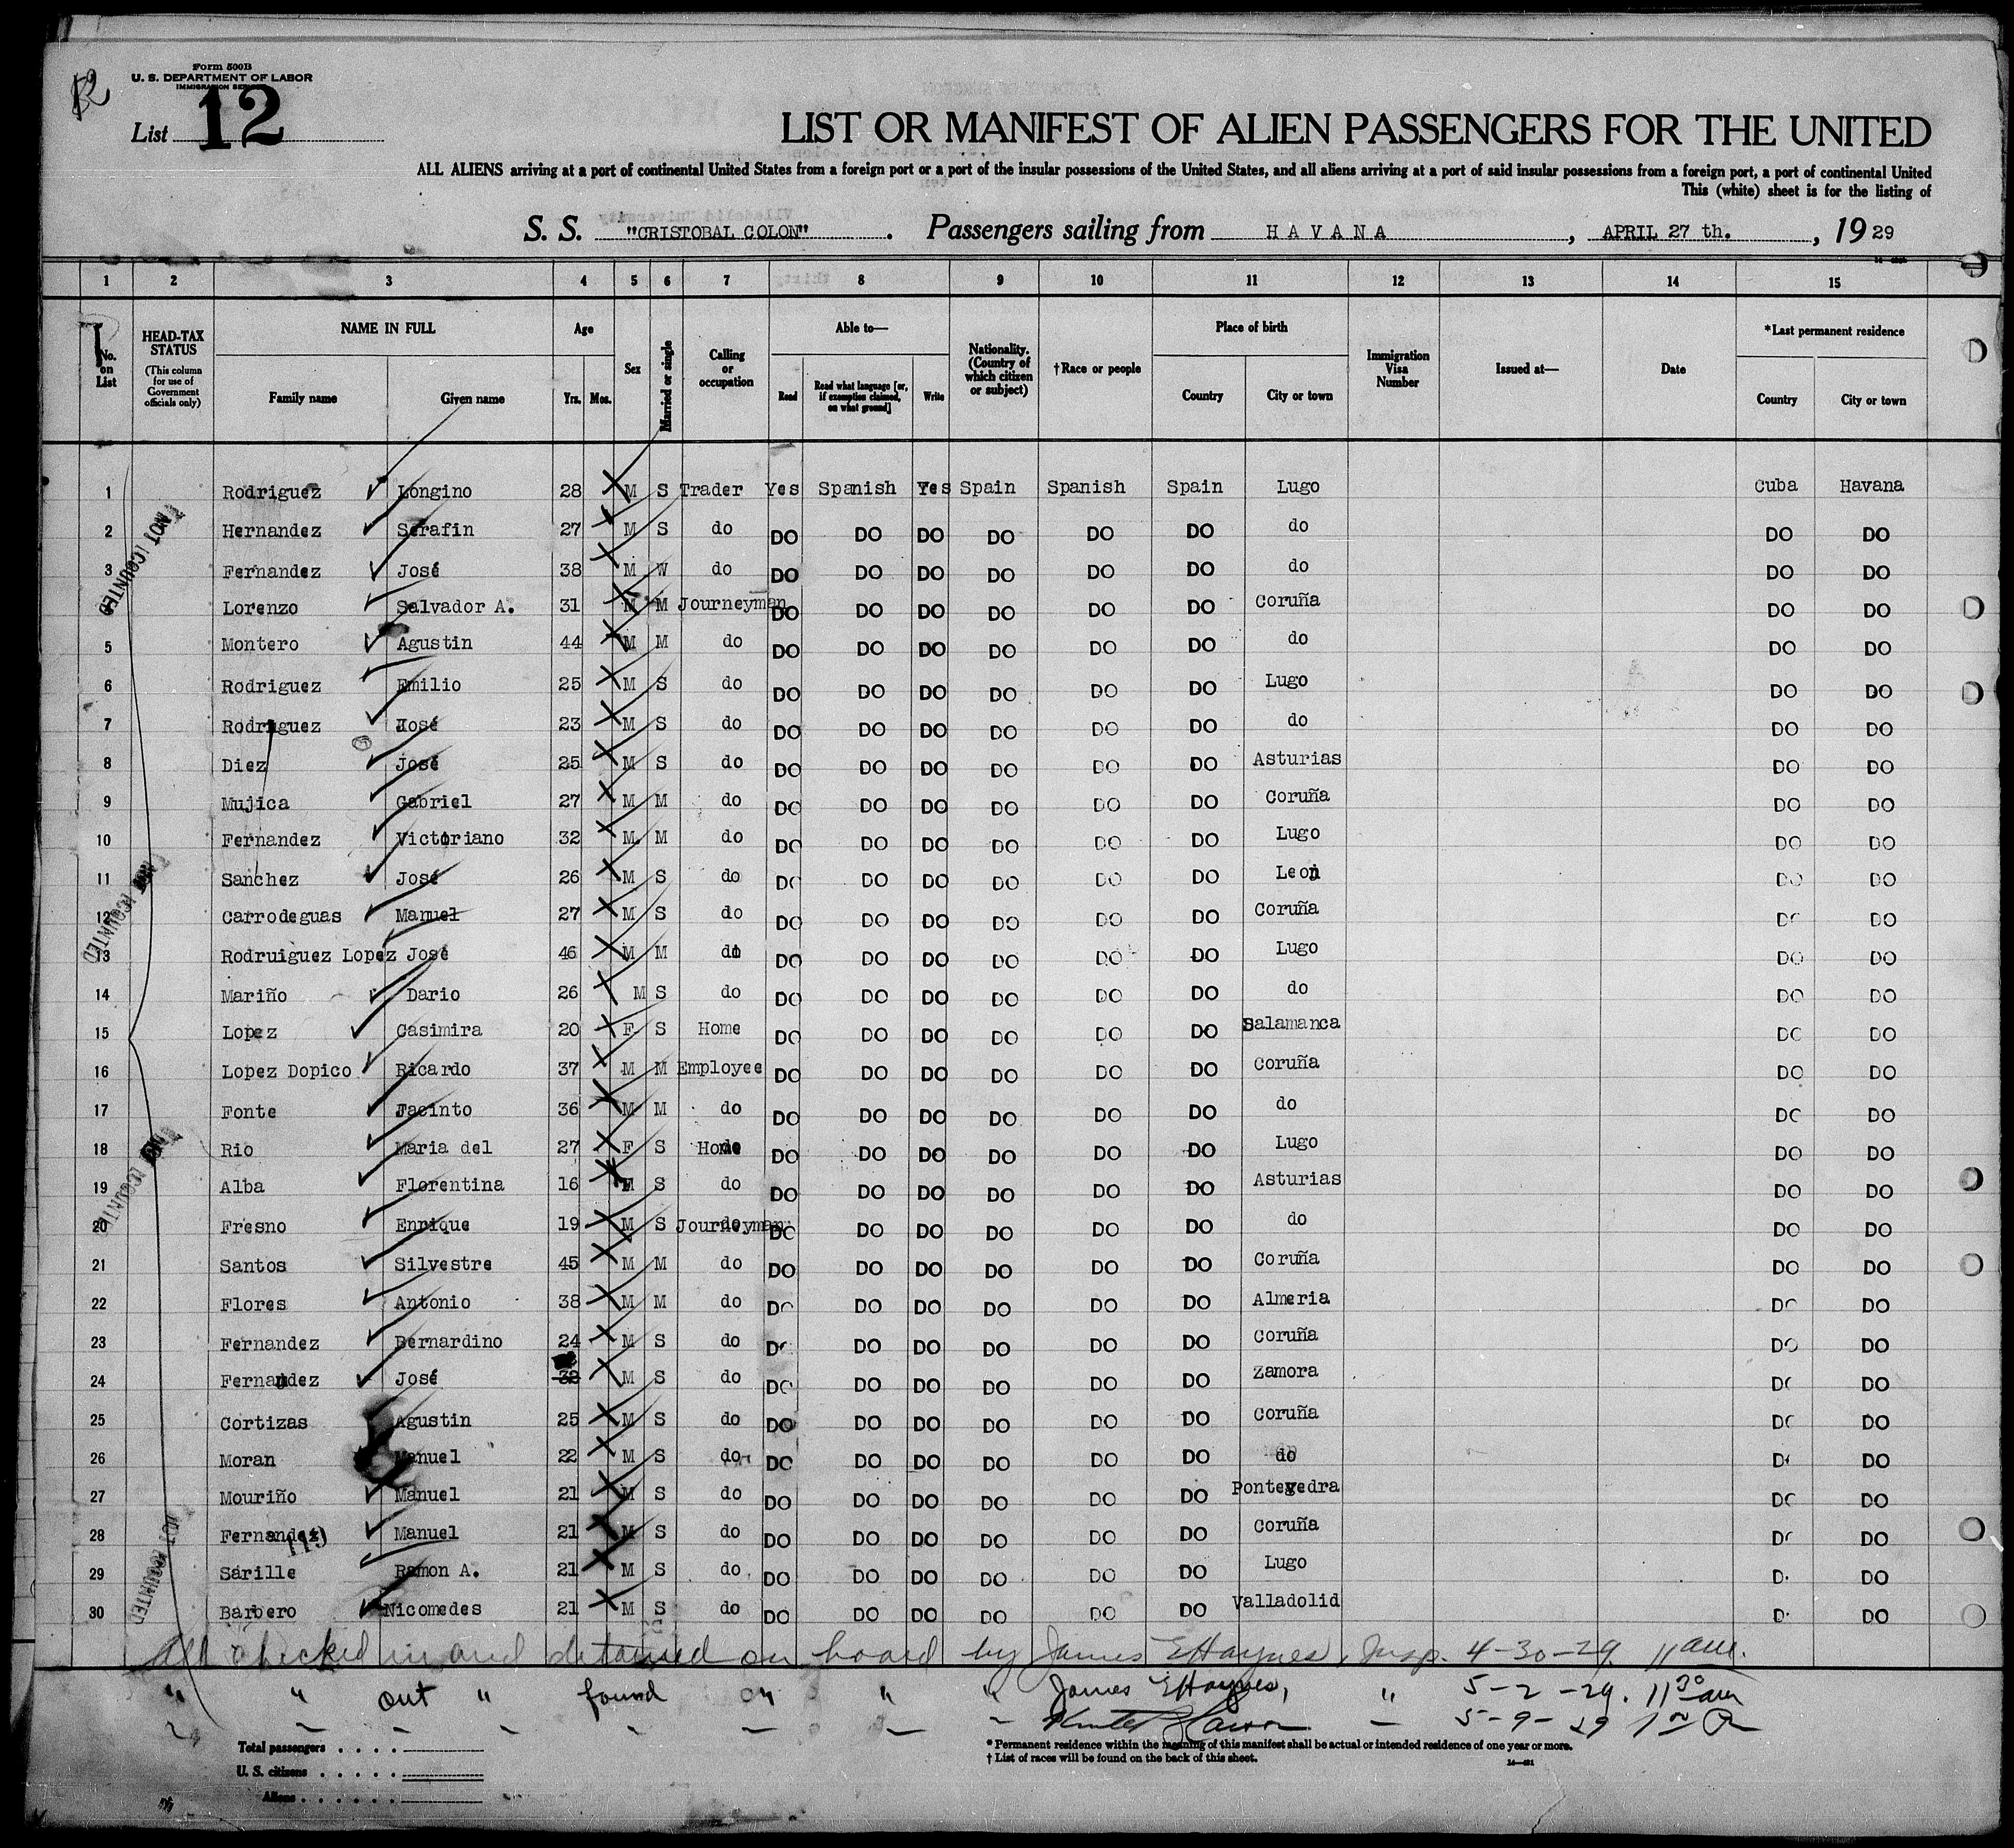 Form 500B
U. S. DEPARTMENT OF LABOR
IMMIGRATION SERVICE
List 12
LIST OR MANIFEST OF ALIEN PASSENGERS FOR THE UNITED
ALL ALIENS arriving at a port of continental United States from a foreign port or a port of the insular possessions of the United States, and all aliens arriving at a port of said insular possessions from a foreign port, a port of continental United
This (white) sheet is for the listing of
S. S. "CRISTOBAL COLON". Passengers sailing from HAVANA, APRIL 27 th., 1929
1 2 3 4 5 6 7 8 9 10 11 12 13 14 15
No. on List
HEAD-TAX STATUS (This column for use of Government officials only)
NAME IN FULL Family name Given name
Age Yrs. Mos.
Sex
Married or single
Calling or occupation
Able to— Read Read what language [or, if exemption claimed, on what ground] Write
Nationality. (Country of which citizen or subject)
†Race or people
Place of birth Country City or town
Immigration Visa Number
Issued at—
Date
*Last permanent residence Country City or town
1 Rodriguez Longino 28 M S Trader Yes Spanish Yes Spain Spanish Spain Lugo Cuba Havana
2 Hernandez Serafin 27 M S do DO DO DO DO DO DO do DO DO
3 Fernandez José 38 M W do DO DO DO DO DO DO do DO DO
4 Lorenzo Salvador A. 31 M M Journeyman DO DO DO DO DO DO Coruña DO DO
5 Montero Agustin 44 M M do DO DO DO DO DO DO do DO DO
6 Rodriguez Emilio 25 M S do DO DO DO DO DO DO Lugo DO DO
7 Rodriguez José 23 M S do DO DO DO DO DO DO do DO DO
8 Diez José 25 M S do DO DO DO DO DO DO Asturias DO DO
9 Mujica Gabriel 27 M M do DO DO DO DO DO DO Coruña DO DO
10 Fernandez Victoriano 32 M M do DO DO DO DO DO DO Lugo DO DO
11 Sanchez José 26 M S do DO DO DO DO DO DO Leon DO DO
12 Carrodeguas Manuel 27 M S do DO DO DO DO DO DO Coruña DO DO
13 Rodruiguez Lopez José 46 M M do DO DO DO DO DO DO Lugo DO DO
14 Mariño Dario 26 M S do DO DO DO DO DO DO do DO DO
15 Lopez Casimira 20 F S Home DO DO DO DO DO DO Salamanca DO DO
16 Lopez Dopico Ricardo 37 M M Employee DO DO DO DO DO DO Coruña DO DO
17 Fonte Jacinto 36 M M do DO DO DO DO DO DO do DO DO
18 Rio Maria del 27 F S Home DO DO DO DO DO DO Lugo DO DO
19 Alba Florentina 16 S do DO DO DO DO DO DO Asturias DO DO
20 Fresno Enrique 19 M S Journeyman DO DO DO DO DO DO do DO DO
21 Santos Silvestre 45 M M do DO DO DO DO DO DO Coruña DO DO
22 Flores Antonio 38 M M do DO DO DO DO DO DO Almeria DO DO
23 Fernandez Bernardino 24 M S do DO DO DO DO DO DO Coruña DO DO
24 Fernandez José 32 M S do DO DO DO DO DO DO Zamora DO DO
25 Cortizas Agustin 25 M S do DO DO DO DO DO DO Coruña DO DO
26 Moran Manuel 22 M S do DO DO DO DO DO DO do DO DO
27 Mouriño Manuel 21 M S do DO DO DO DO DO DO Pontevedra DO DO
28 Fernandez Manuel 21 M S do DO DO DO DO DO DO Coruña DO DO
29 Sarille Ramon A. 21 M S do DO DO DO DO DO DO Lugo DO DO
30 Barbero Nicomedes 21 M S do DO DO DO DO DO DO Valladolid DO DO
NOT COUNTED
NOT COUNTED
NOT COUNTED
NOT COUNTED
All checked in and detained on board by James E Haynes, Insp. 4-30-29. 11 am.
" " out " found " " " James E Haynes, " 5-2-29. 11 30 am
5-9-29
Total passengers
U. S. citizens
Aliens
* Permanent residence within the meaning of this manifest shall be actual or intended residence of one year or more.
† List of races will be found on the back of this sheet.